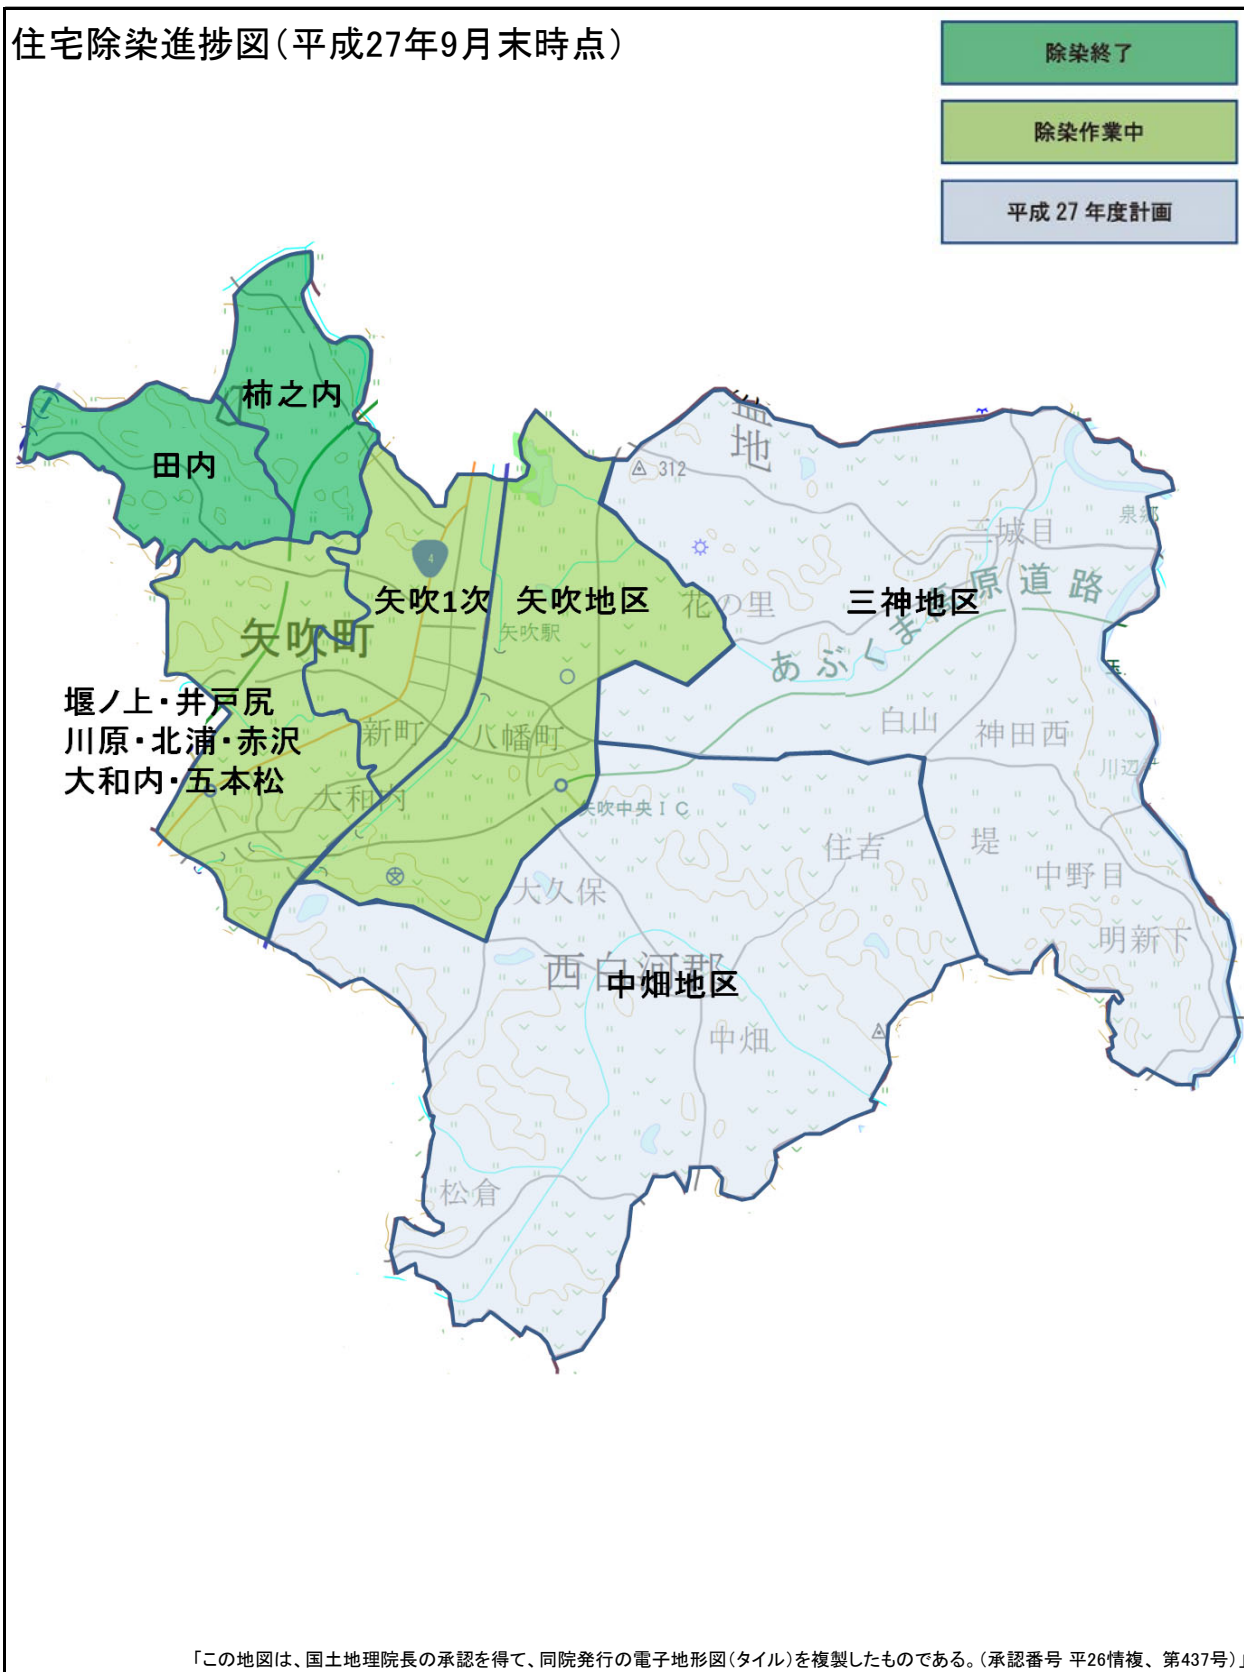 住宅除染進捗図(平成27年9月末時点)
除染終了
除染作業中
平成 27 年度計画
柿之内
田内
盆地
312
泉郷
三城目
4
矢吹1次
矢吹地区
花の里
三神地区
あぶくま高原道路
矢吹町
矢吹駅
玉
堰ノ上・井戸尻
川原・北浦・赤沢
大和内・五本松
新町
八幡町
白山
神田西
川辺
大和内
矢吹中央IC
住吉
堤
中野目
大久保
明新下
西白河郡
中畑地区
中畑
松倉
「この地図は、国土地理院長の承認を得て、同院発行の電子地形図(タイル)を複製したものである。(承認番号 平26情複、 第437号)」